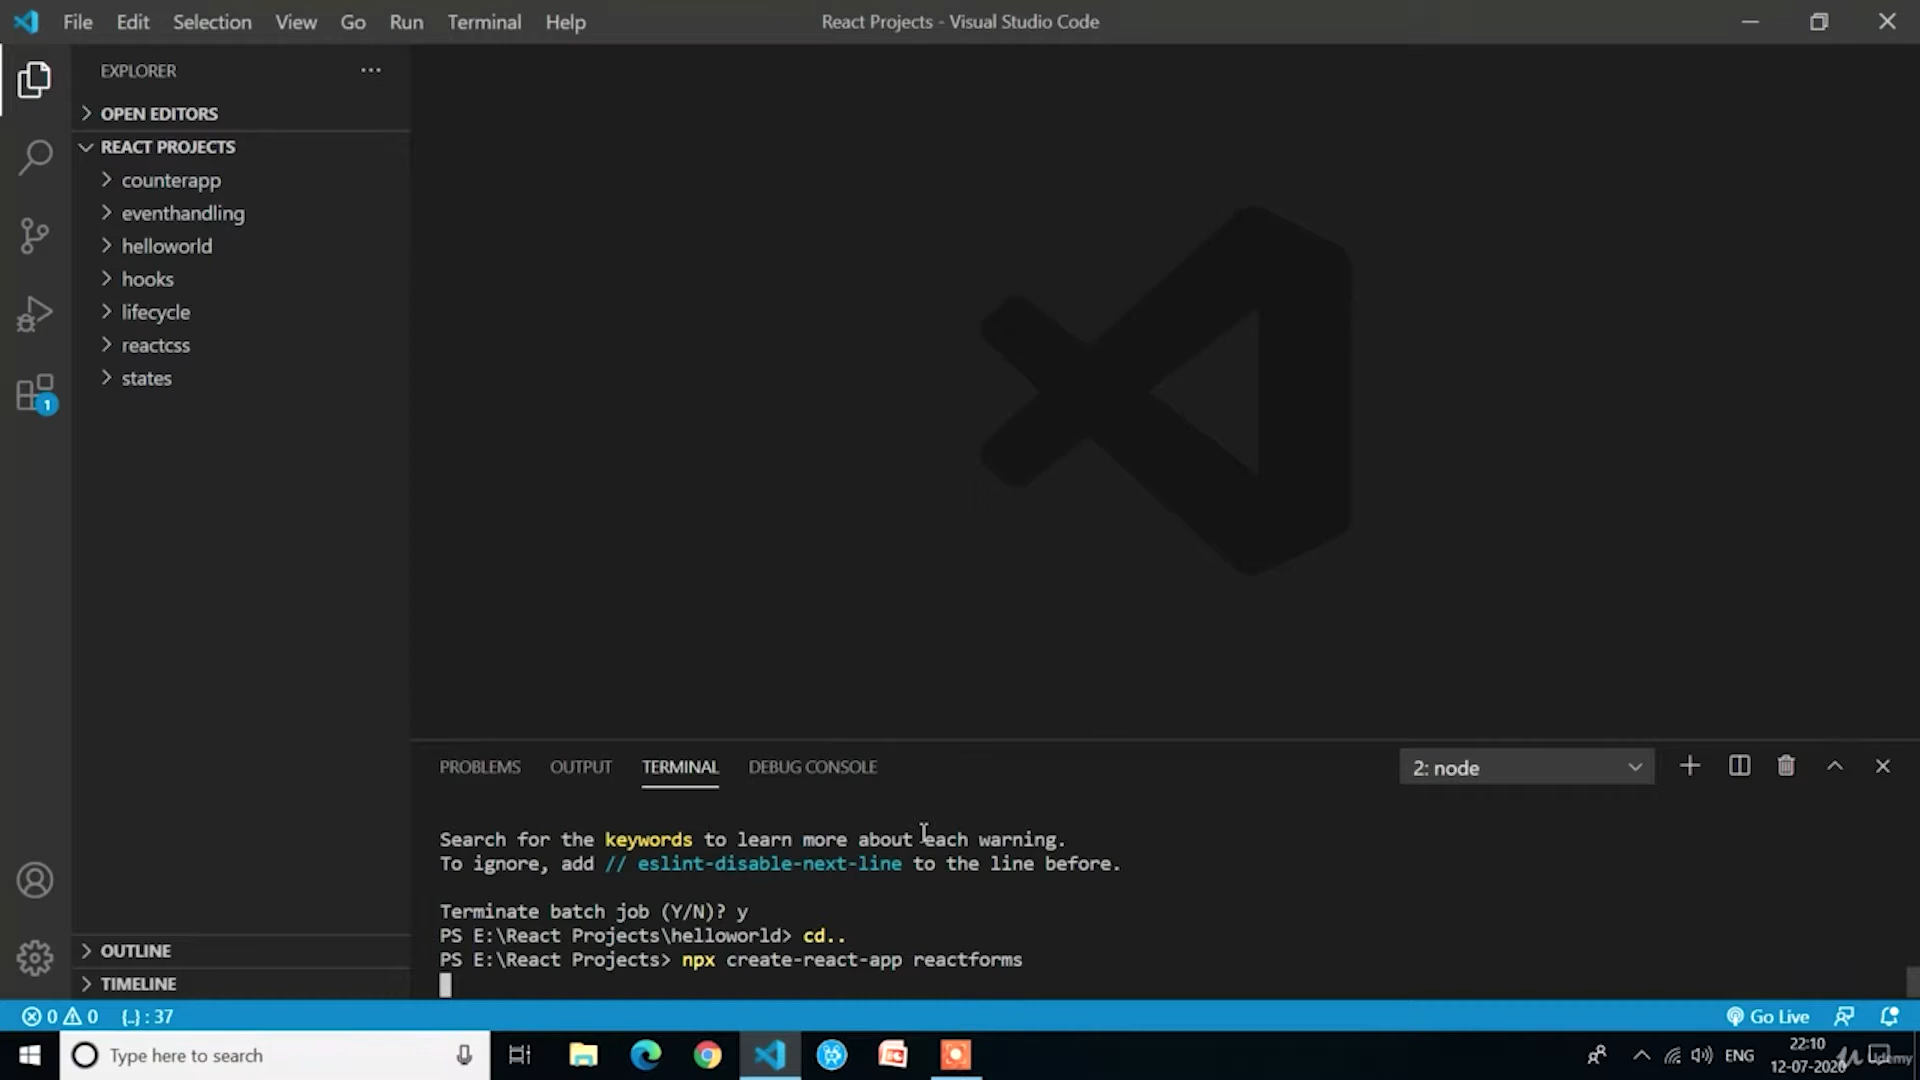 File Edit Selection View Go Run Terminal Help React Projects - Visual Studio Code
EXPLORER
OPEN EDITORS
REACT PROJECTS
counterapp
eventhandling
helloworld
hooks
lifecycle
reactcss
states
1
OUTLINE
TIMELINE
PROBLEMS OUTPUT TERMINAL DEBUG CONSOLE 2: node
Search for the keywords to learn more about each warning.
To ignore, add // eslint-disable-next-line to the line before.
Terminate batch job (Y/N)? y
PS E:\React Projects\helloworld> cd..
PS E:\React Projects> npx create-react-app reactforms
0 0 {..} : 37 Go Live
Type here to search ENG 22:10
12-07-2020 Udemy